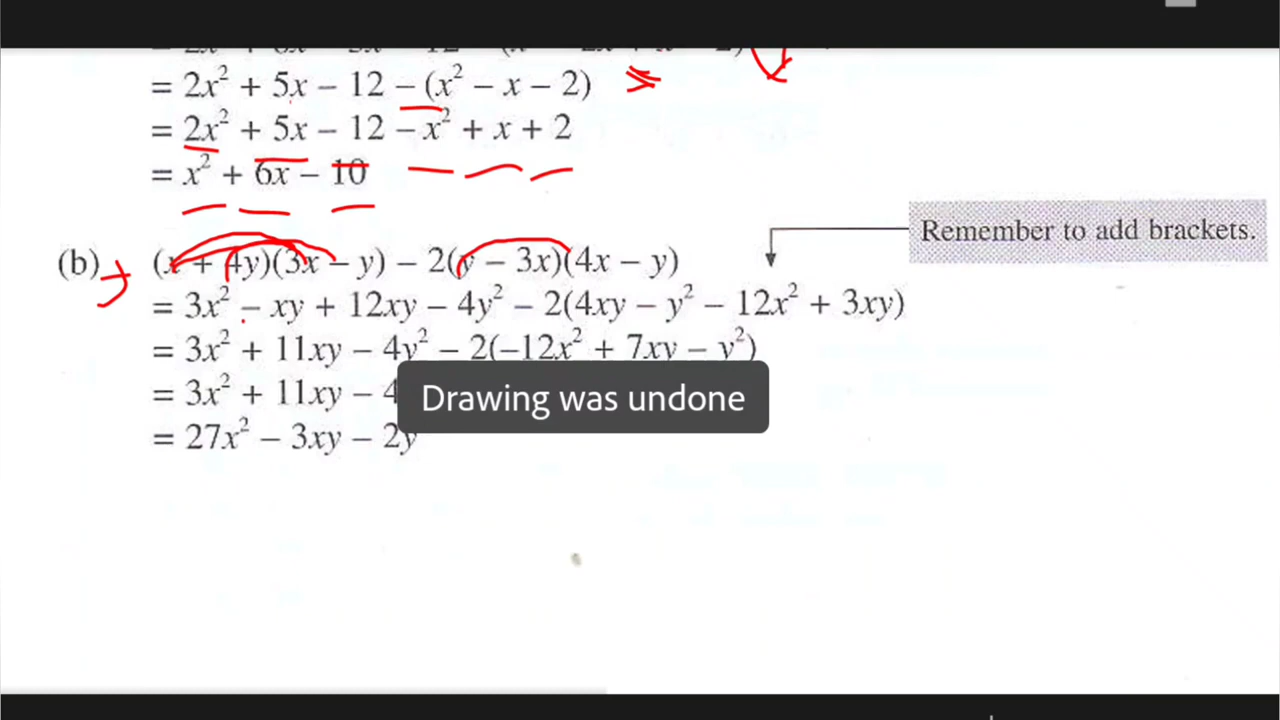 = 2x² + 5x – 12 – (x² – x – 2)
= 2x² + 5x – 12 – x² + x + 2
= x² + 6x – 10
Remember to add brackets.
(b) (x + 4y)(3x – y) – 2(y – 3x)(4x – y)
= 3x² – xy + 12xy – 4y² – 2(4xy – y² – 12x² + 3xy)
= 3x² + 11xy – 4y² – 2(–12x² + 7xy – y²)
= 3x² + 11xy – 4
Drawing was undone
= 27x² – 3xy – 2y